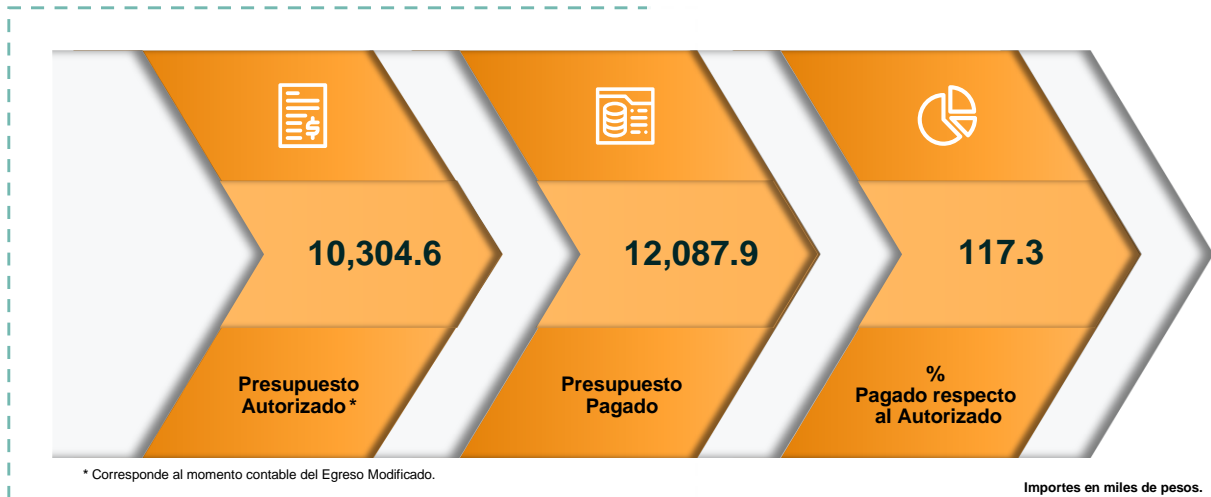 10,304.6
12,087.9
117.3
Presupuesto
Autorizado *
Presupuesto
Pagado
%
Pagado respecto
al Autorizado
* Corresponde al momento contable del Egreso Modificado.
Importes en miles de pesos.